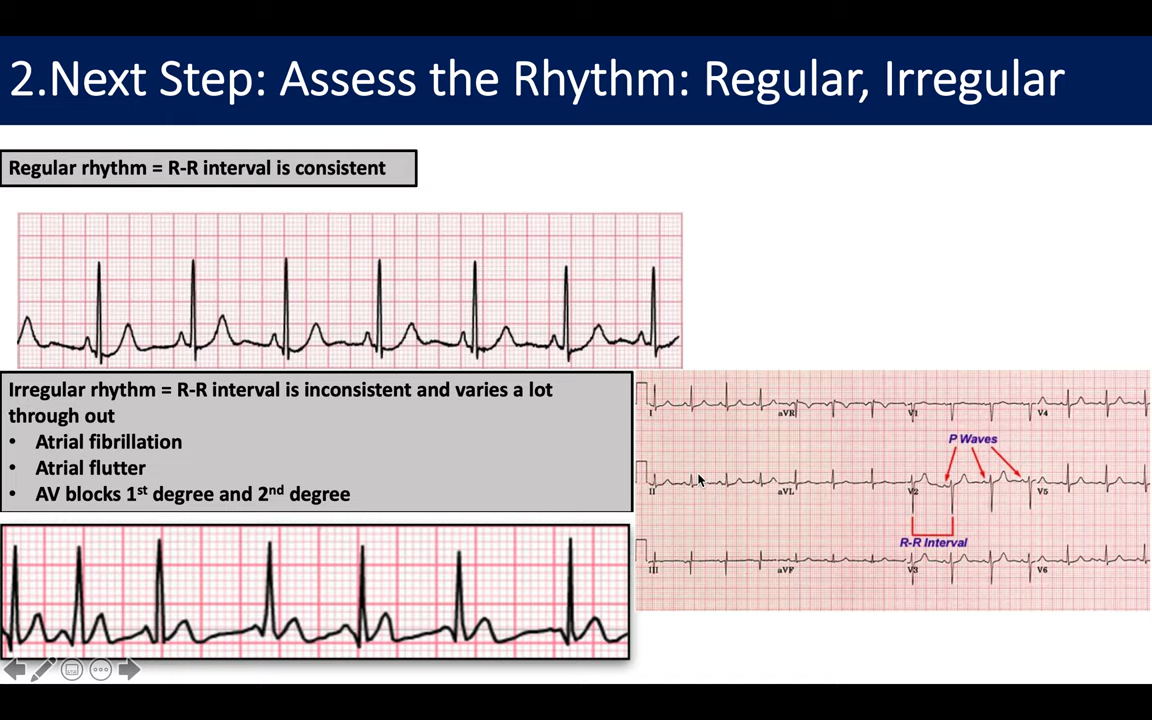 2.Next Step: Assess the Rhythm: Regular, Irregular
Regular rhythm = R-R interval is consistent
Irregular rhythm = R-R interval is inconsistent and varies a lot
through out
• Atrial fibrillation
• Atrial flutter
• AV blocks 1st degree and 2nd degree
I aVR V1 V4
P Waves
II aVL V2 V5
R-R Interval
III aVF V3 V6